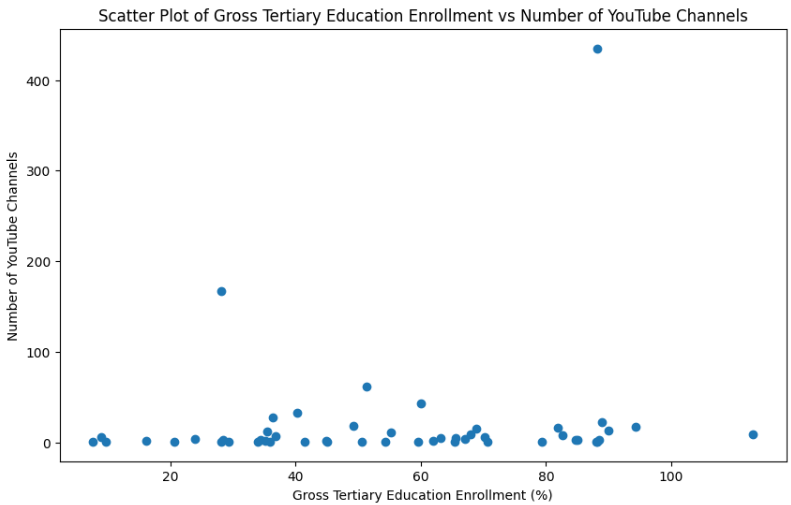 Scatter Plot of Gross Tertiary Education Enrollment vs Number of YouTube Channels
400
300
200
100
0
Number of YouTube Channels
20 40 60 80 100
Gross Tertiary Education Enrollment (%)